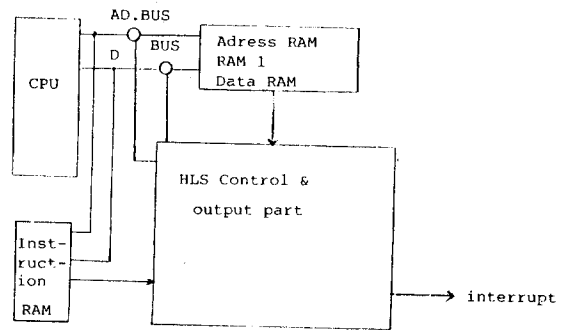 AD.BUS
D BUS
CPU
Adress RAM
RAM 1
Data RAM
HLS Control &
output part
Inst-
ruct-
ion
RAM
interrupt